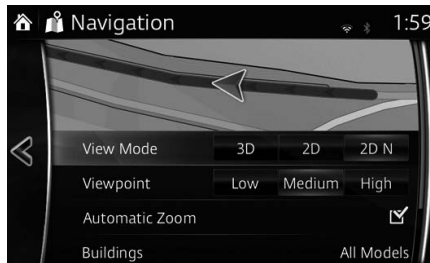 Navigation 1:59
View Mode 3D 2D 2D N
Viewpoint Low Medium High
Automatic Zoom
Buildings All Models